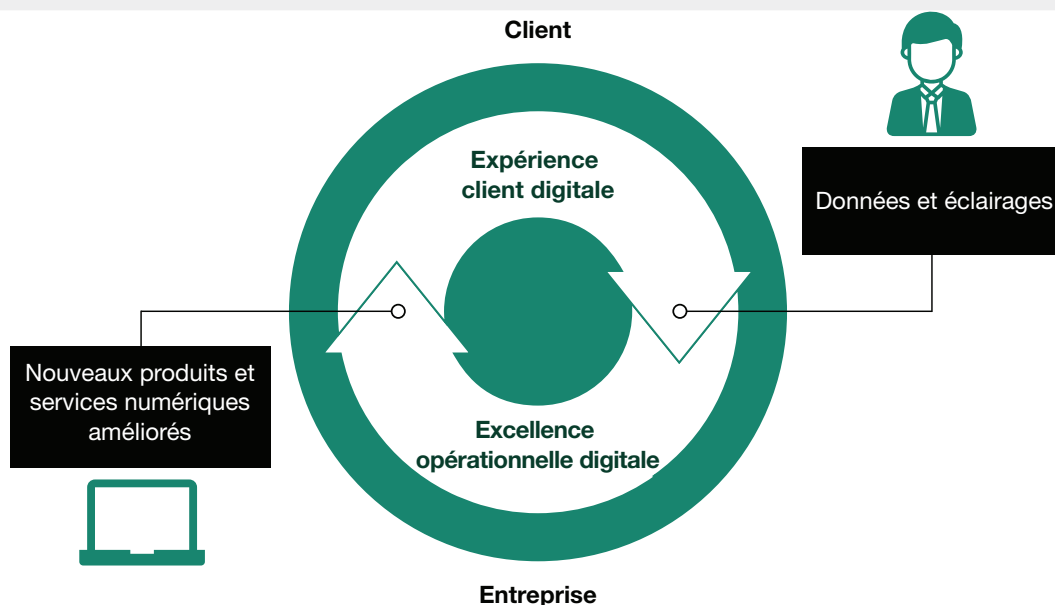 Client
Expérience
client digitale
Données et éclairages
Nouveaux produits et
services numériques
améliorés
Excellence
opérationnelle digitale
Entreprise